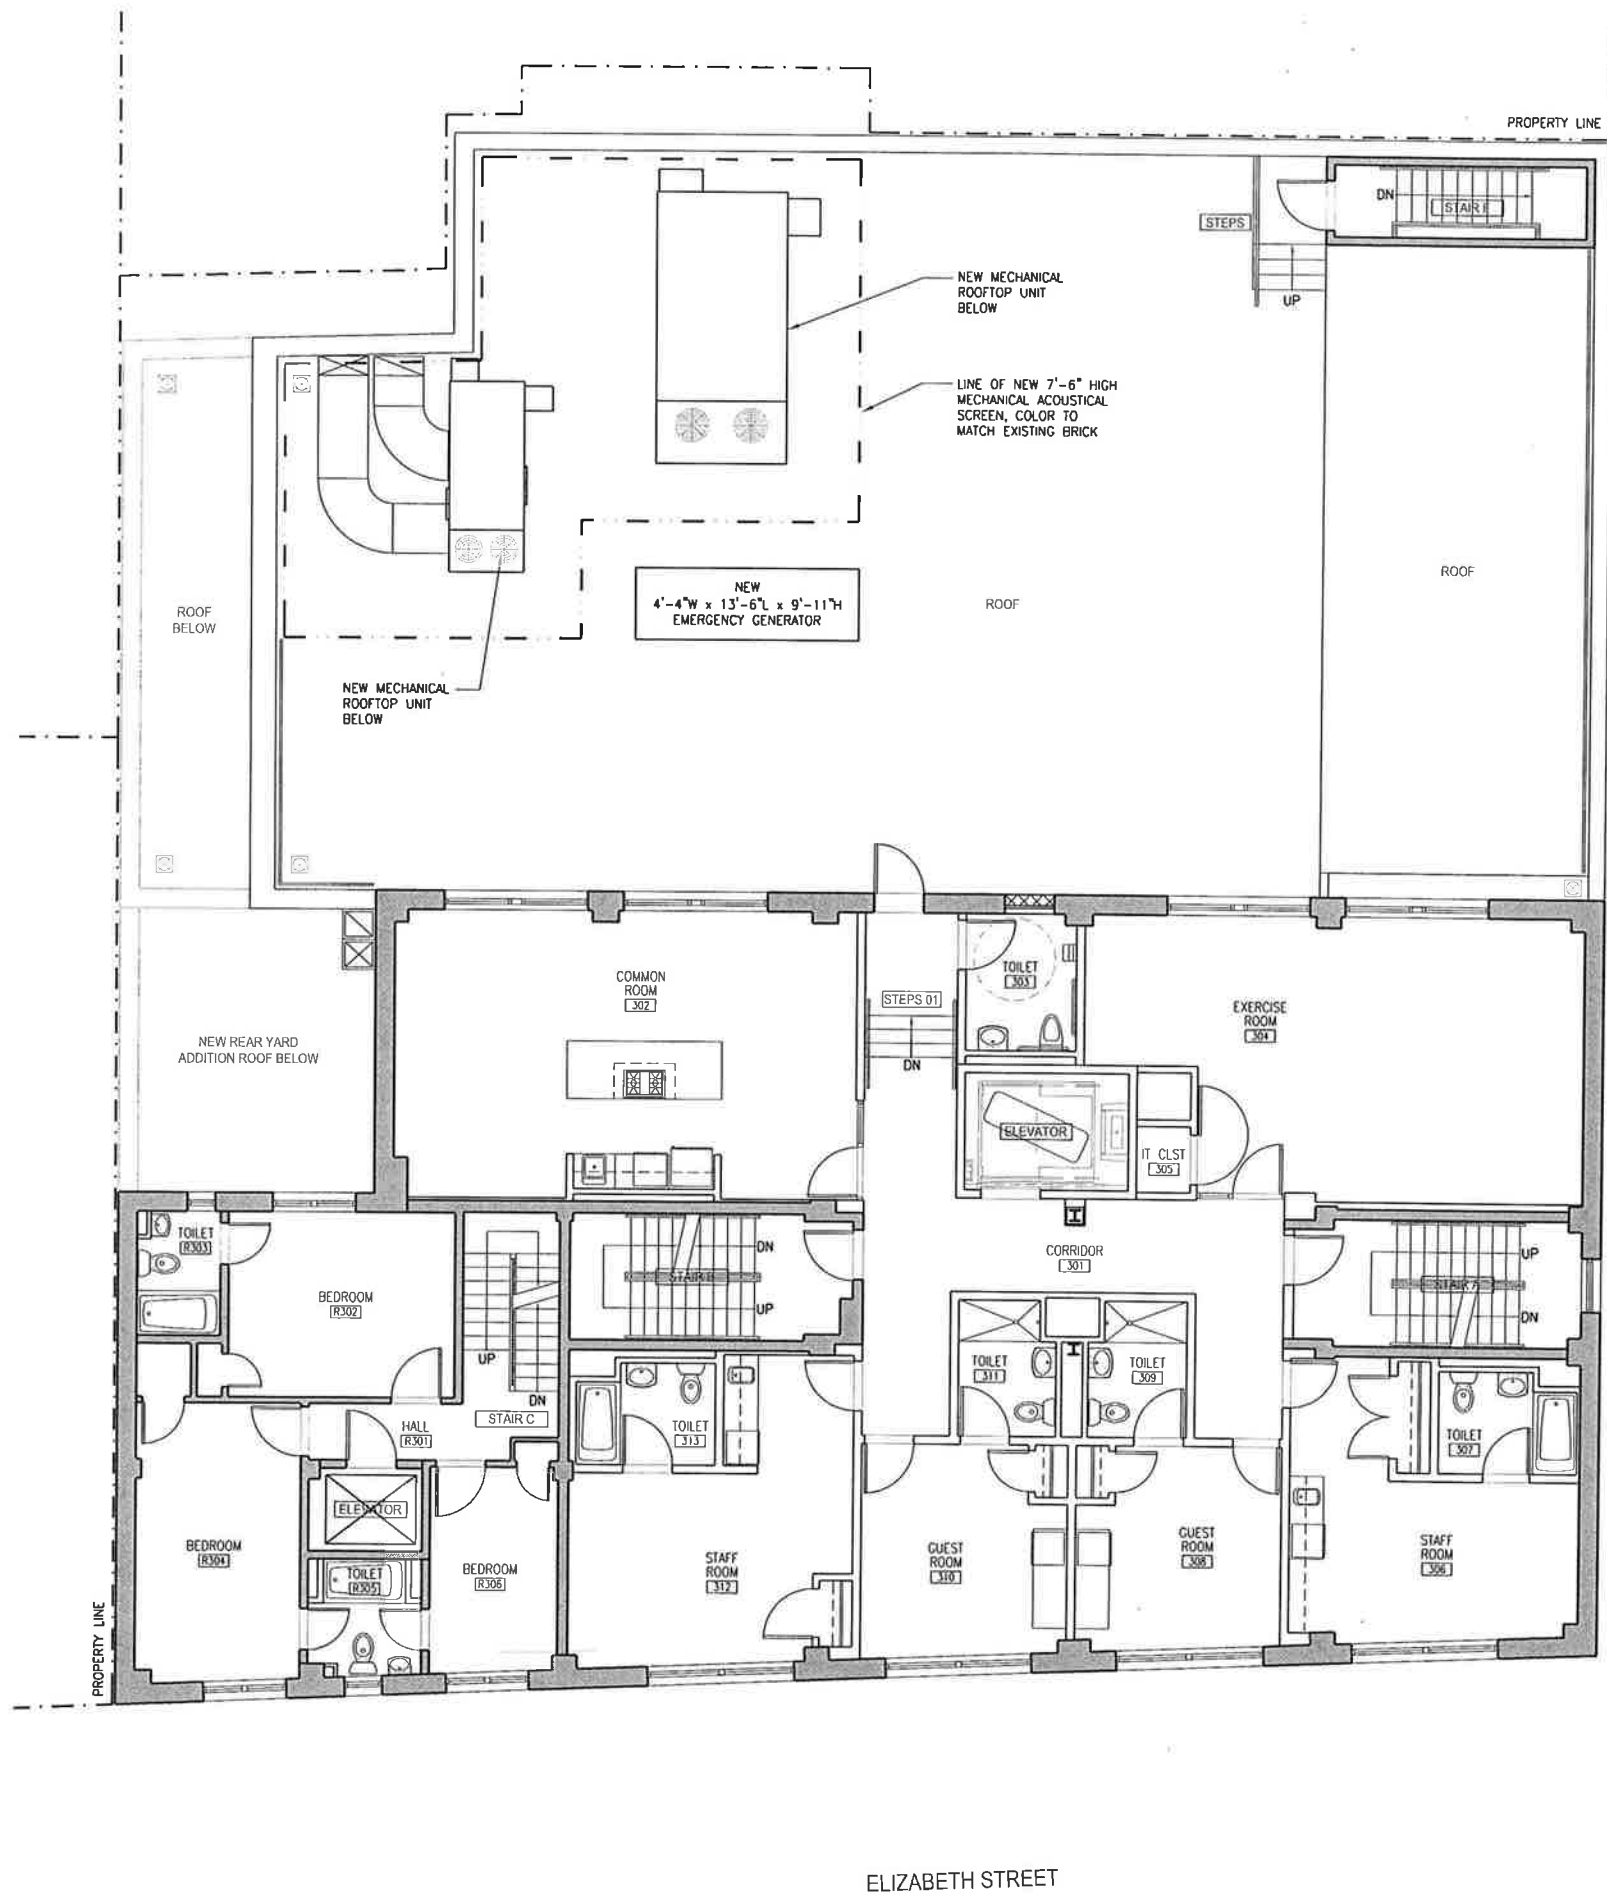 PROPERTY LINE
DN
STAIR E
STEPS
UP
NEW MECHANICAL
ROOFTOP UNIT
BELOW
LINE OF NEW 7'-6" HIGH
MECHANICAL ACOUSTICAL
SCREEN, COLOR TO
MATCH EXISTING BRICK
ROOF
NEW
4'-4"W x 13'-6"L x 9'-11"H
EMERGENCY GENERATOR
ROOF
ROOF
BELOW
NEW MECHANICAL
ROOFTOP UNIT
BELOW
COMMON
ROOM
302
STEPS 01
DN
TOILET
303
EXERCISE
ROOM
304
NEW REAR YARD
ADDITION ROOF BELOW
ELEVATOR
IT CLST
305
TOILET
R303
BEDROOM
R302
DN
STAIR B
UP
CORRIDOR
301
UP
STAIR A
DN
UP
DN
STAIR C
HALL
R301
TOILET
311
TOILET
309
TOILET
313
TOILET
307
ELEVATOR
BEDROOM
R304
TOILET
R305
BEDROOM
R306
STAFF
ROOM
312
GUEST
ROOM
310
GUEST
ROOM
308
STAFF
ROOM
306
PROPERTY LINE
ELIZABETH STREET